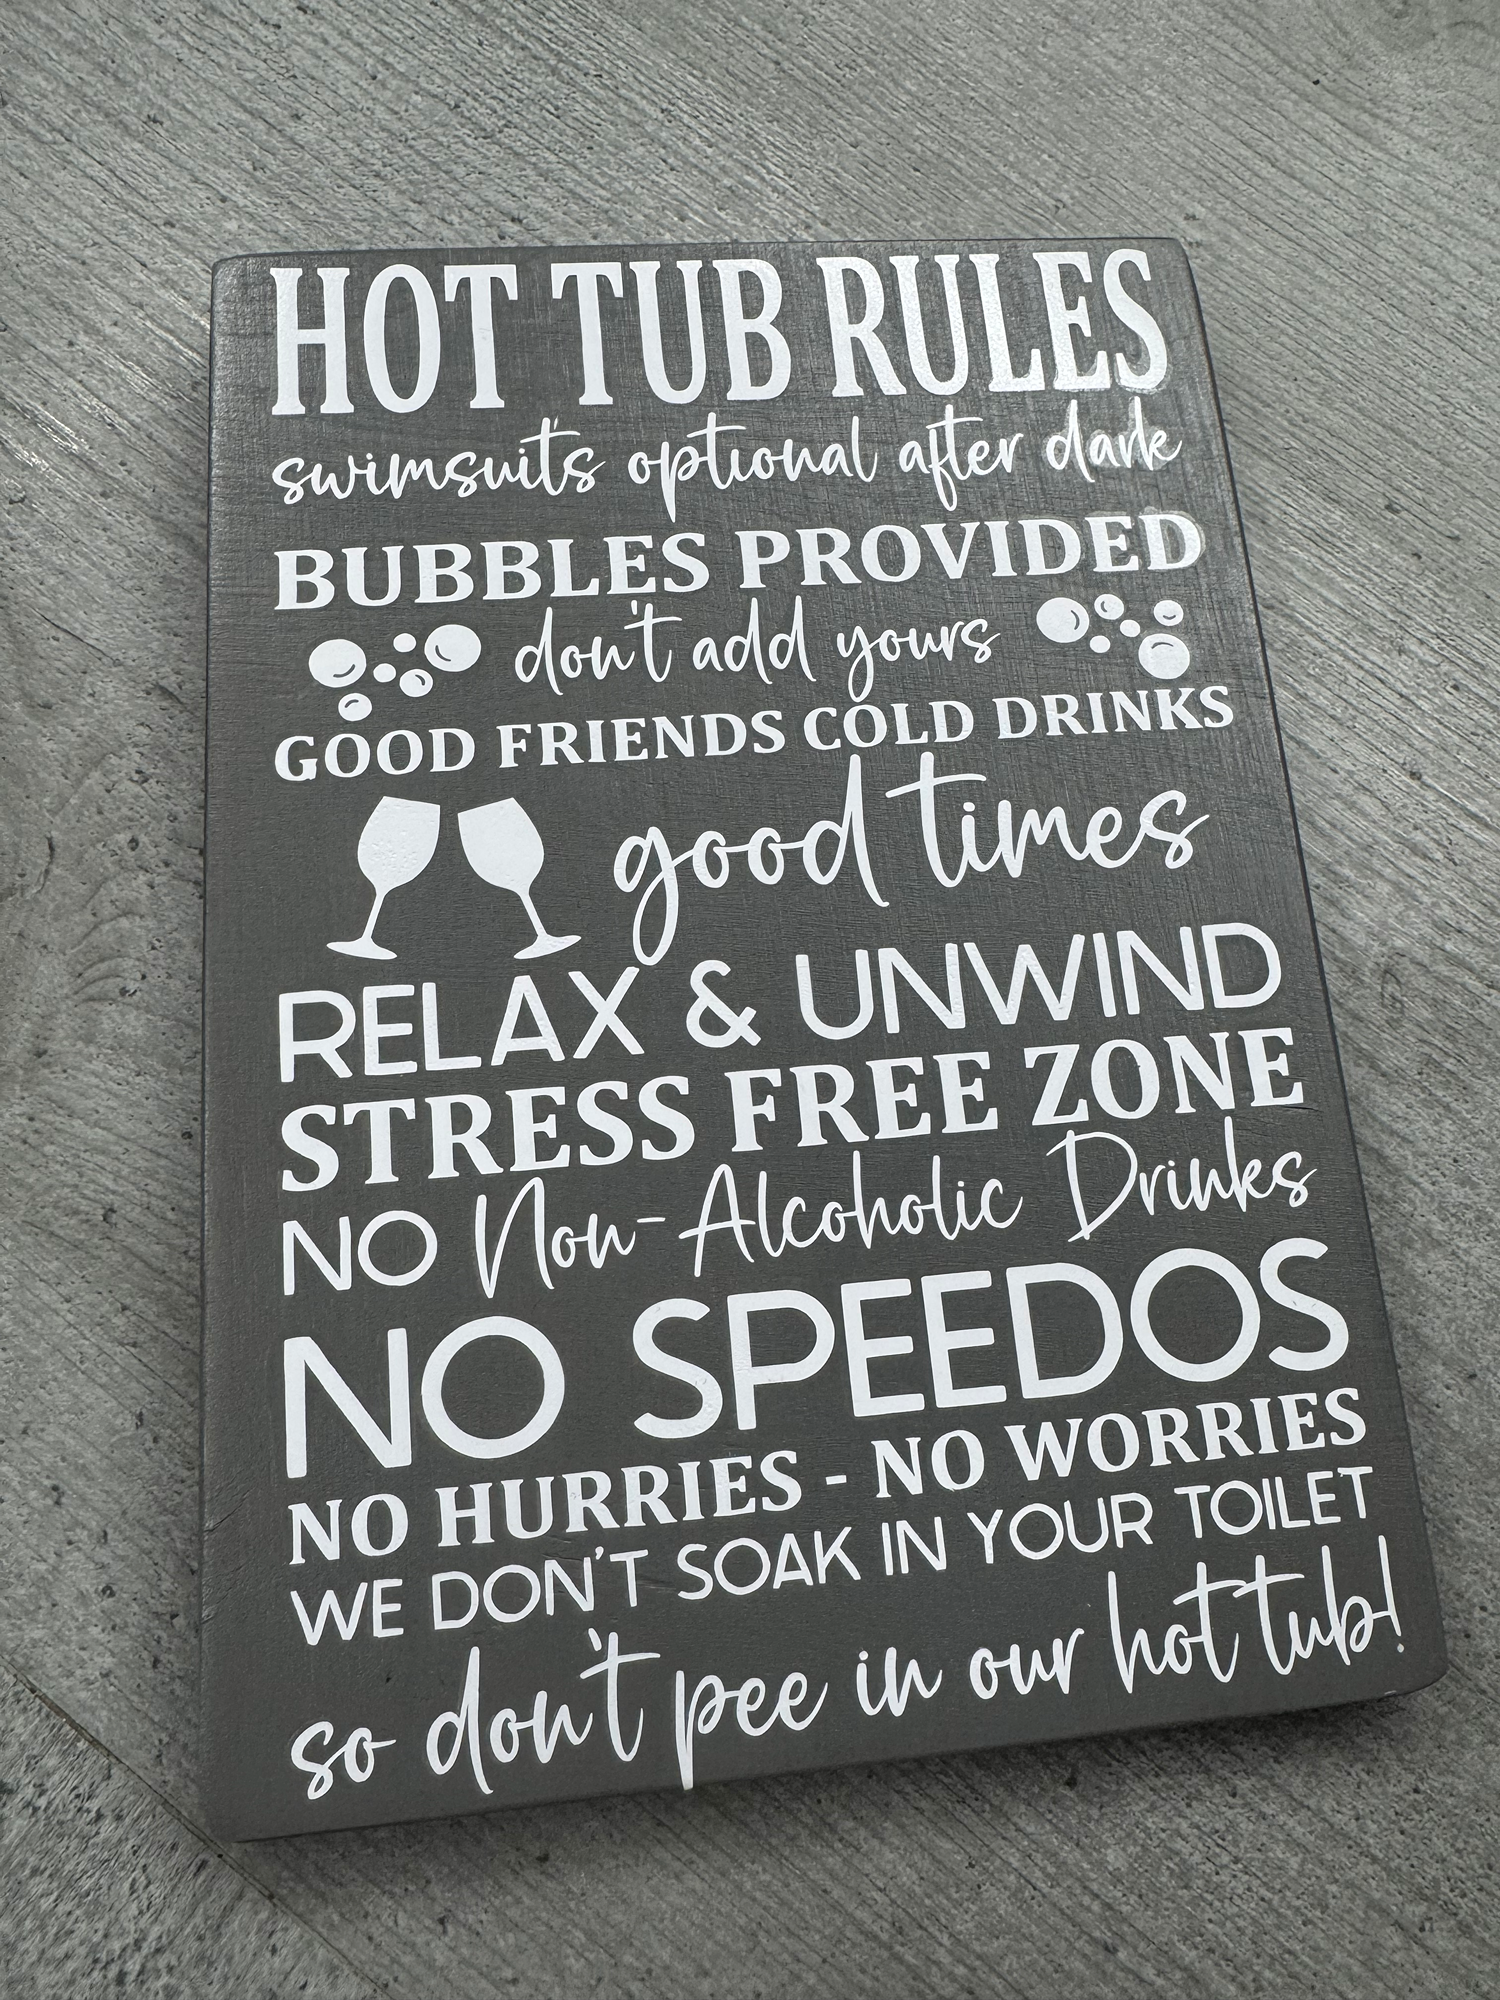 HOT TUB RULES
swimsuits optional after dark
BUBBLES PROVIDED
don't add yours
GOOD FRIENDS COLD DRINKS
good times
RELAX & UNWIND
STRESS FREE ZONE
NO Non-Alcoholic Drinks
NO SPEEDOS
NO HURRIES - NO WORRIES
WE DON'T SOAK IN YOUR TOILET
so don't pee in our hot tub!